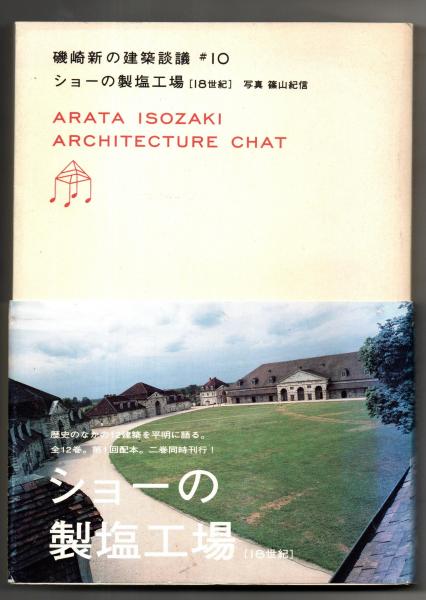 磯崎新の建築談議 #10
ショーの製塩工場 [18世紀] 写真 篠山紀信
ARATA ISOZAKI
ARCHITECTURE CHAT
歴史のなかの12建築を平明に語る。
全12巻。第1回配本。二巻同時刊行!
ショーの
製塩工場 [18世紀]